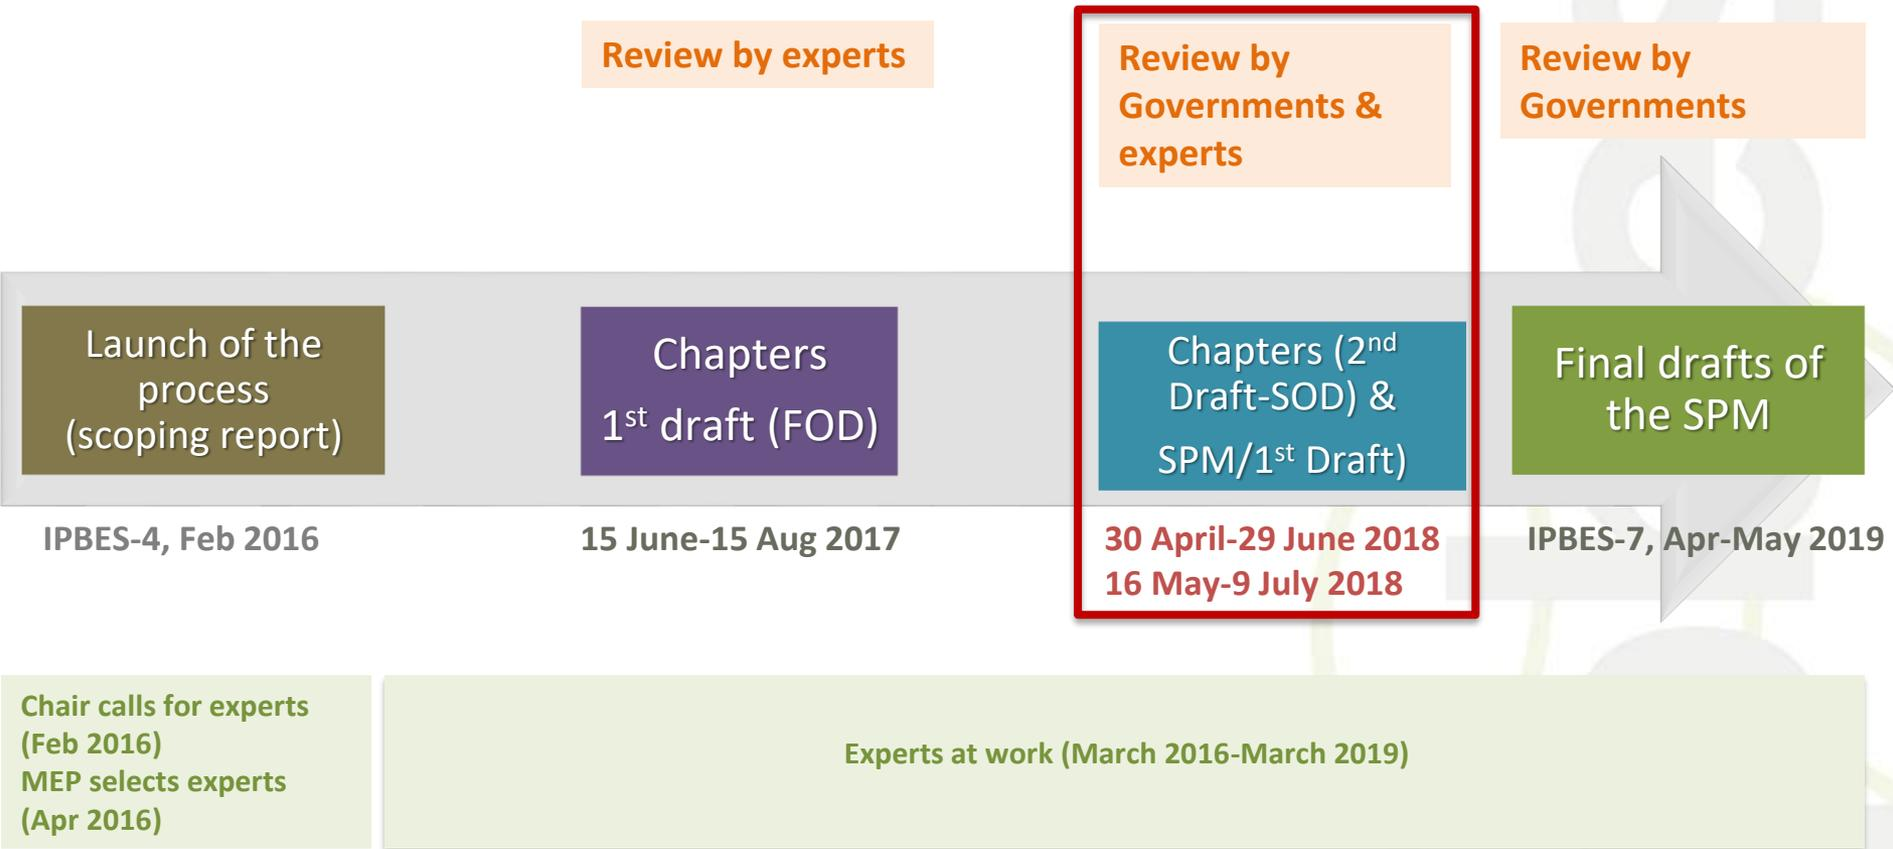 Review by experts
Review by
Governments &
experts
Review by
Governments
Launch of the
process
(scoping report)
Chapters
1st draft (FOD)
Chapters (2nd
Draft-SOD) &
SPM/1st Draft)
Final drafts of
the SPM
IPBES-4, Feb 2016
15 June-15 Aug 2017
30 April-29 June 2018
16 May-9 July 2018
IPBES-7, Apr-May 2019
Chair calls for experts
(Feb 2016)
MEP selects experts
(Apr 2016)
Experts at work (March 2016-March 2019)